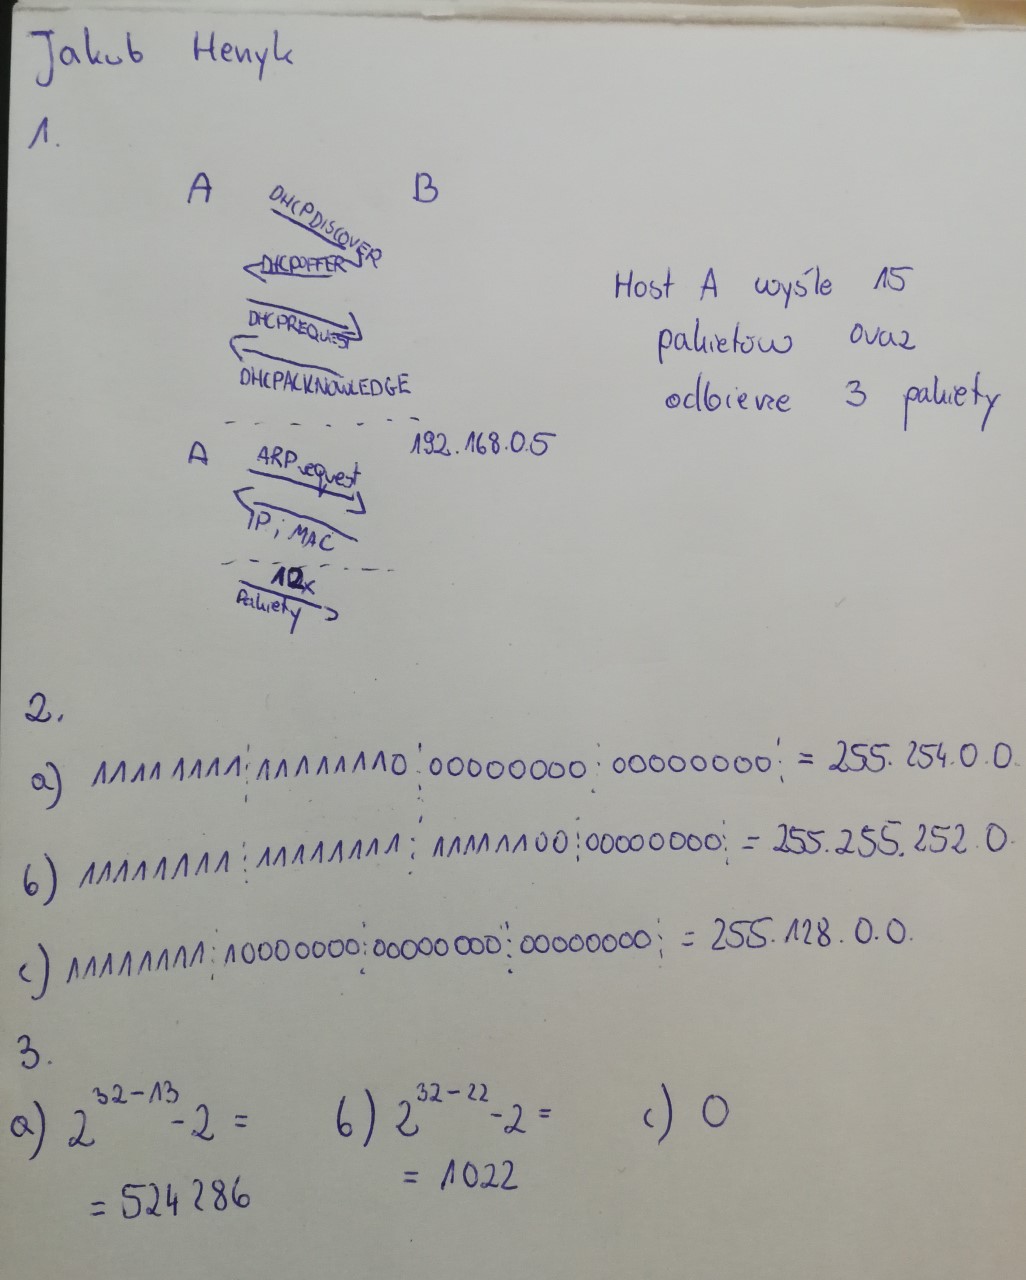 Jakub Henyk
1.
A B
DHCPDISCOVER
DHCPOFFER
DHCPREQUEST
DHCPACKNOWLEDGE
Host A wyśle 15
pakietów oraz
odbierze 3 pakiety
A 192.168.0.5
ARP request
IP i MAC
12x
Pakiety
2.
a) 11111111 11111110 00000000 00000000 = 255.254.0.0.
b) 11111111 11111111 11111100 00000000 = 255.255.252.0.
c) 11111111 10000000 00000000 00000000 = 255.128.0.0.
3.
a) 2^32-13 - 2 = b) 2^32-22 - 2 = c) 0
= 524286 = 1022